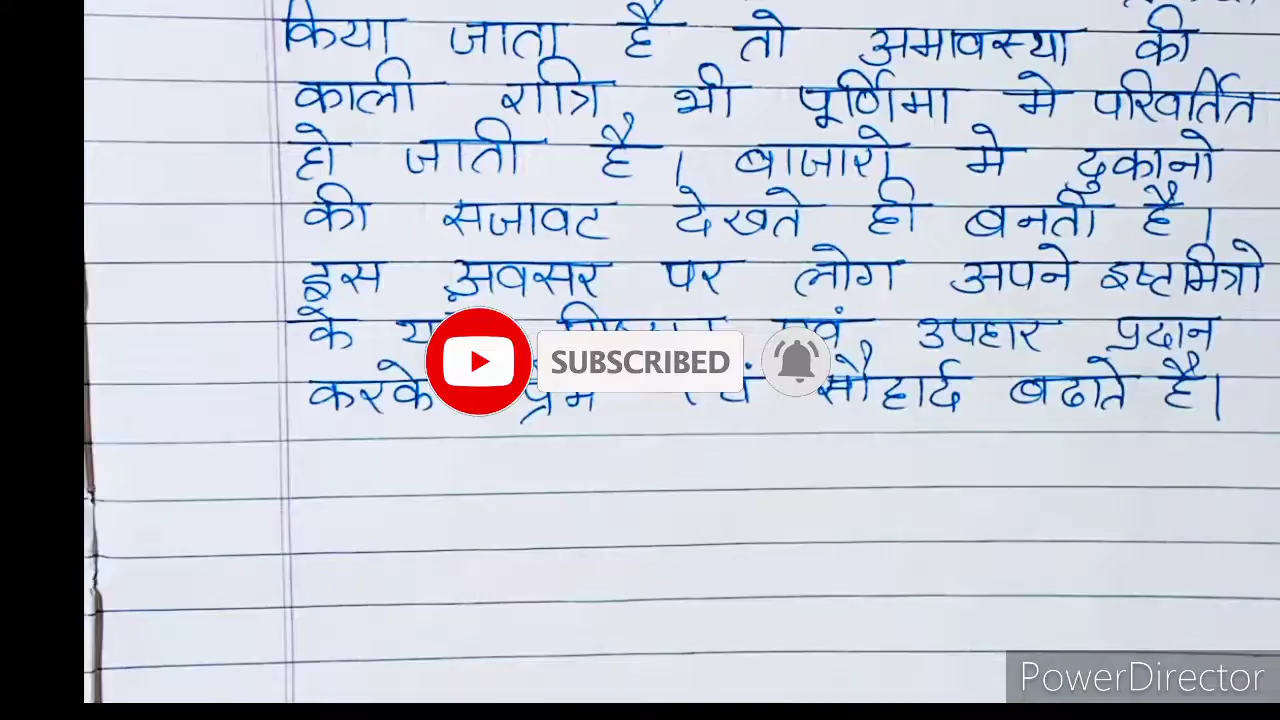 किया जाता है तो अमावस्या की
काली रात्रि भी पूर्णिमा मे परिवर्तित
हो जाती है। बाजारो मे दुकानो
की सजावट देखते ही बनती है।
इस अवसर पर लोग अपने इष्टमित्रो
के एवं उपहार प्रदान
SUBSCRIBED
करके सौहार्द बढाते है।
PowerDirector